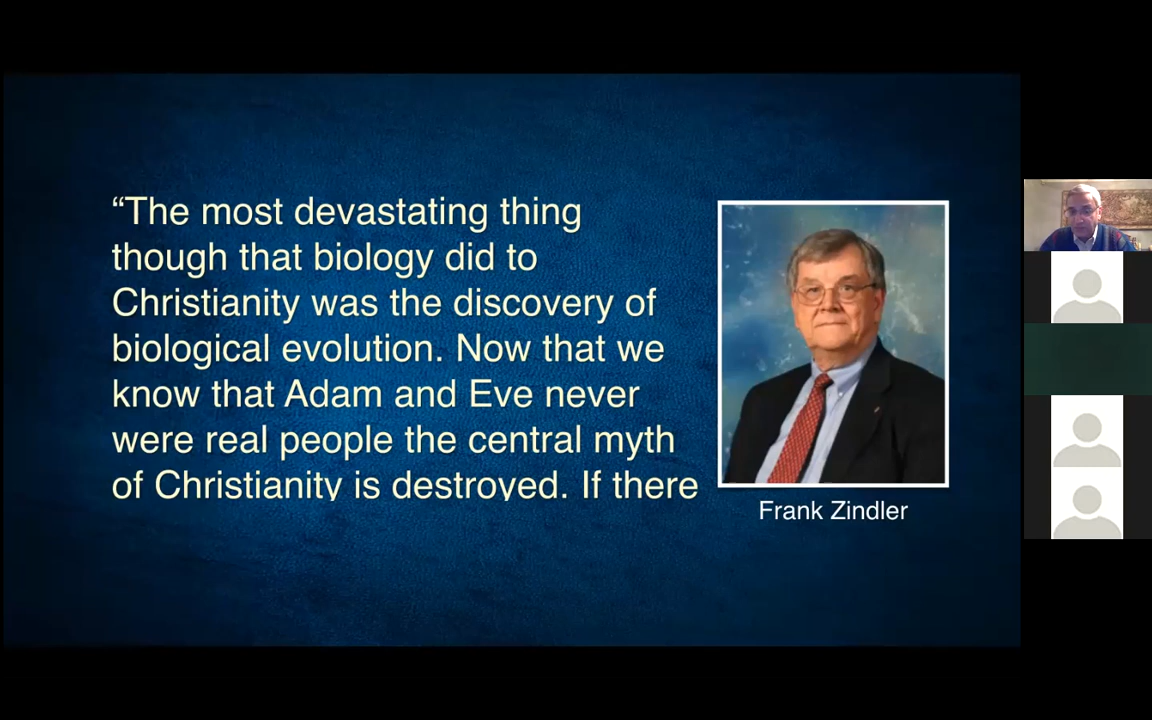 “The most devastating thing
though that biology did to
Christianity was the discovery of
biological evolution. Now that we
know that Adam and Eve never
were real people the central myth
of Christianity is destroyed. If there
Frank Zindler